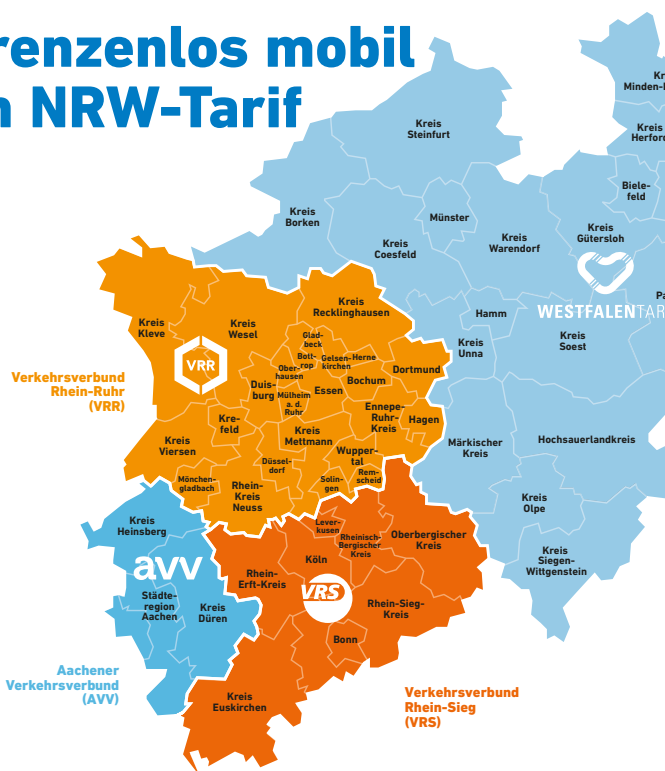 renzenlos mobil
NRW-Tarif
Kreis
Steinfurt
Kreis
Borken
Münster
Kreis
Coesfeld
Kreis
Warendorf
Kreis
Herford
Biele-
feld
Kreis
Gütersloh
WESTFALENTAR
Hamm
Kreis
Unna
Kreis
Soest
Märkischer
Kreis
Hochsauerlandkreis
Kreis
Olpe
Kreis
Siegen-
Wittgenstein
Kreis
Kleve
Kreis
Wesel
VRR
Kreis
Recklinghausen
Glad-
beck
Bott-
rop
Gelsen-
kirchen
Herne
Ober-
hausen
Duis-
burg
Mülheim
a. d.
Ruhr
Essen
Bochum
Dortmund
Ennepe-
Ruhr-
Kreis
Hagen
Kre-
feld
Kreis
Viersen
Kreis
Mettmann
Wupper-
tal
Düssel-
dorf
Solin-
gen
Rem-
scheid
Mönchen-
gladbach
Rhein-
Kreis
Neuss
Verkehrsverbund
Rhein-Ruhr
(VRR)
Kreis
Heinsberg
avv
Städte-
region
Aachen
Kreis
Düren
Aachener
Verkehrsverbund
(AVV)
Lever-
kusen
Rheinisch-
Bergischer
Kreis
Oberbergischer
Kreis
Köln
Rhein-
Erft-Kreis
VRS
Rhein-Sieg-
Kreis
Bonn
Kreis
Euskirchen
Verkehrsverbund
Rhein-Sieg
(VRS)